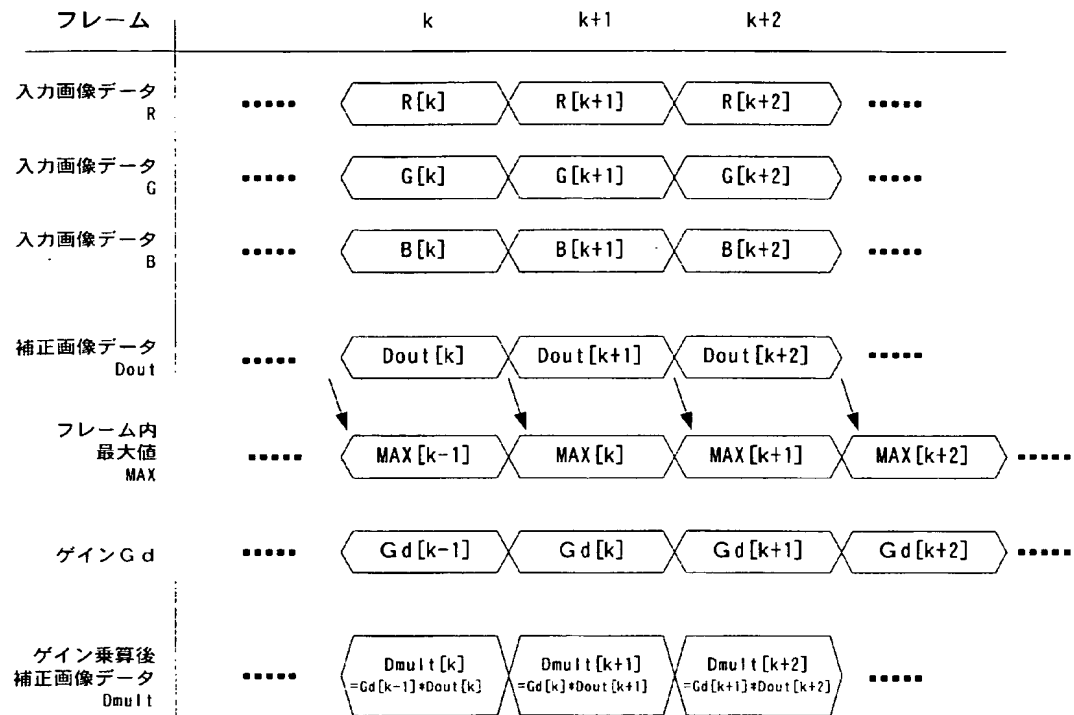 フレーム k k+1 k+2
入力画像データ
R
R[k] R[k+1] R[k+2]
入力画像データ
G
G[k] G[k+1] G[k+2]
入力画像データ
B
B[k] B[k+1] B[k+2]
補正画像データ
Dout
Dout[k] Dout[k+1] Dout[k+2]
フレーム内
最大値
MAX
MAX[k-1] MAX[k] MAX[k+1] MAX[k+2]
ゲインGd
Gd[k-1] Gd[k] Gd[k+1] Gd[k+2]
ゲイン乗算後
補正画像データ
Dmult
Dmult[k] Dmult[k+1] Dmult[k+2]
=Gd[k-1]*Dout[k] =Gd[k]*Dout[k+1] =Gd[k+1]*Dout[k+2]